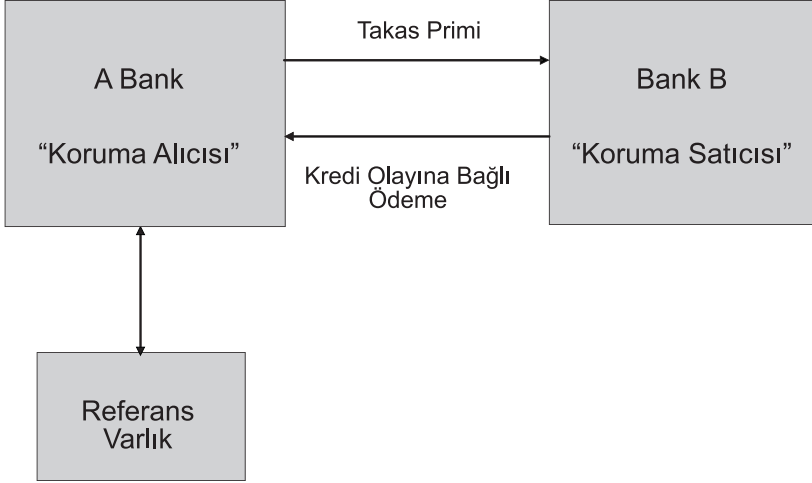 Takas Primi
A Bank
"Koruma Alıcısı"
Bank B
"Koruma Satıcısı"
Kredi Olayına Bağlı
Ödeme
Referans
Varlık